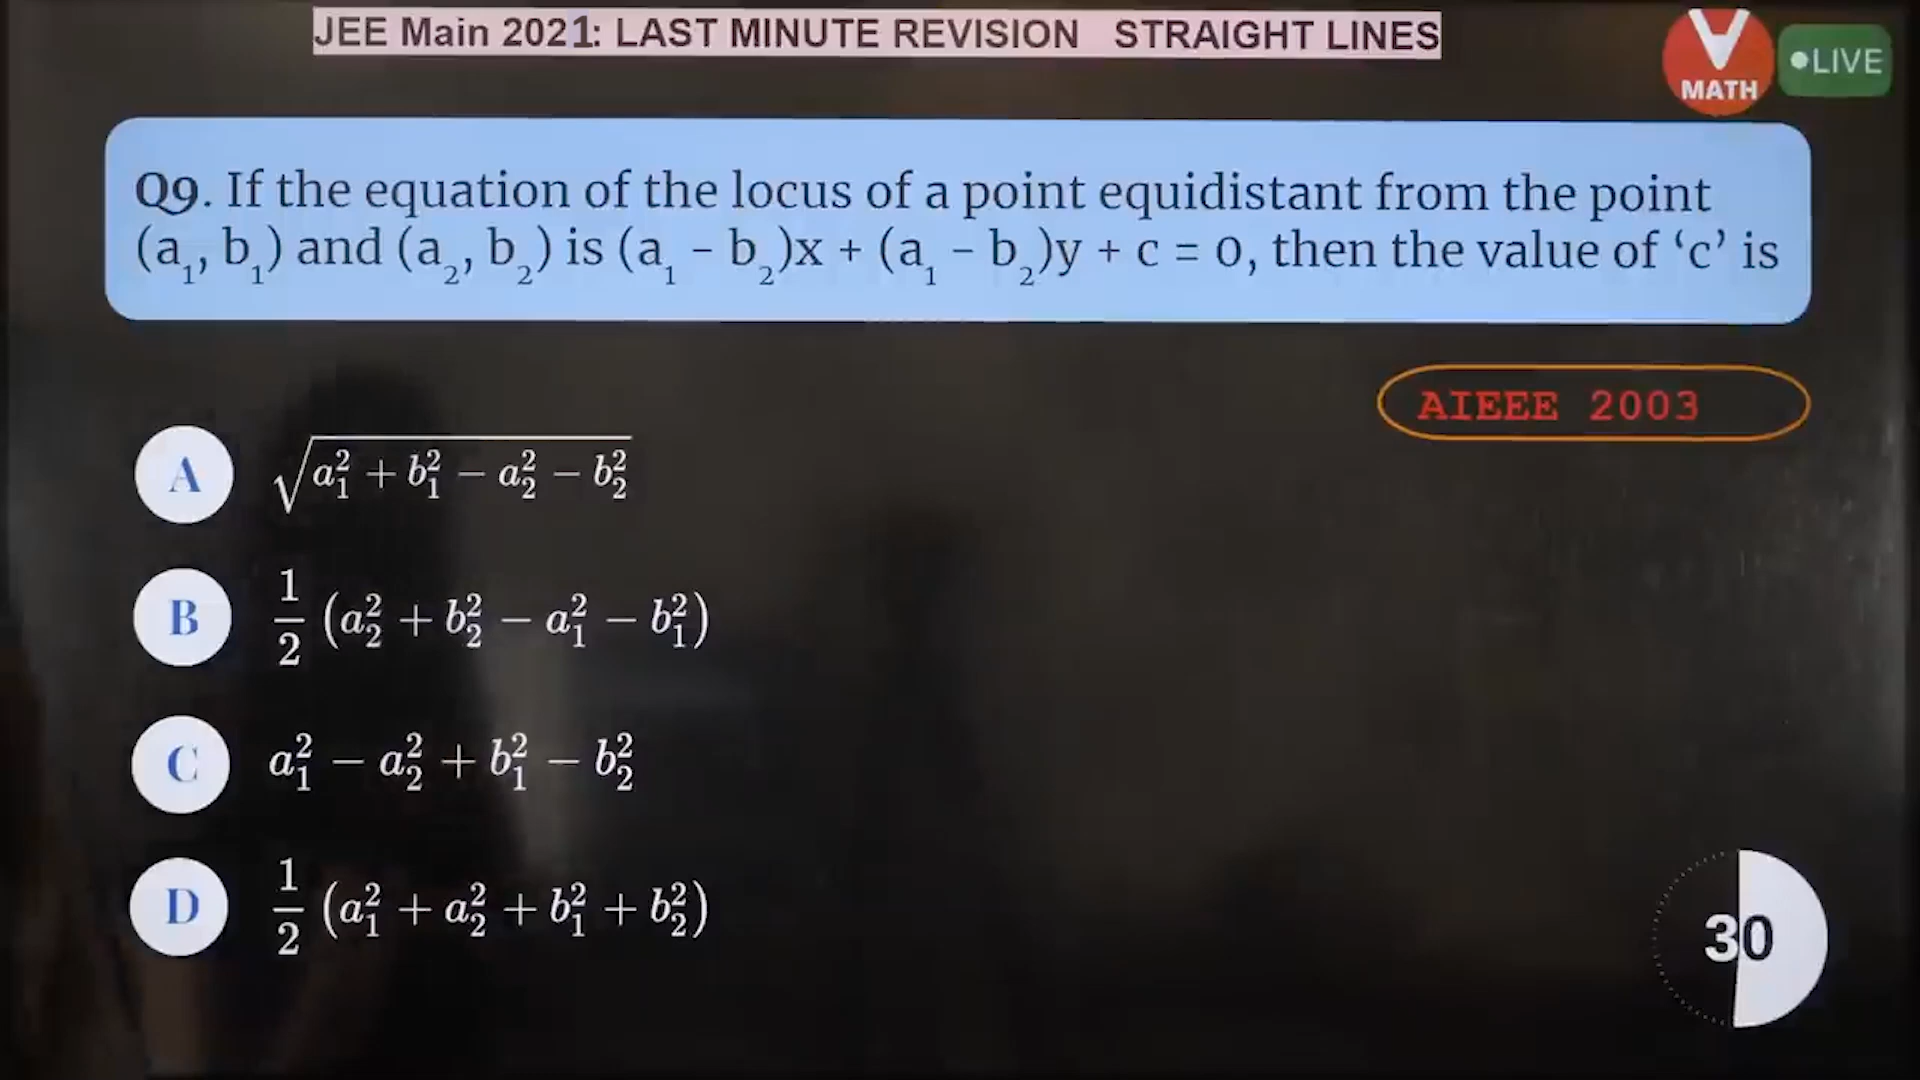 JEE Main 2021: LAST MINUTE REVISION STRAIGHT LINES
V
MATH
LIVE
Q9. If the equation of the locus of a point equidistant from the point
(a₁, b₁) and (a₂, b₂) is (a₁ - b₂)x + (a₁ - b₂)y + c = 0, then the value of ‘c’ is
AIEEE 2003
A √(a₁² + b₁² − a₂² − b₂²)
B 1/2 (a₂² + b₂² − a₁² − b₁²)
C a₁² − a₂² + b₁² − b₂²
D 1/2 (a₁² + a₂² + b₁² + b₂²)
30